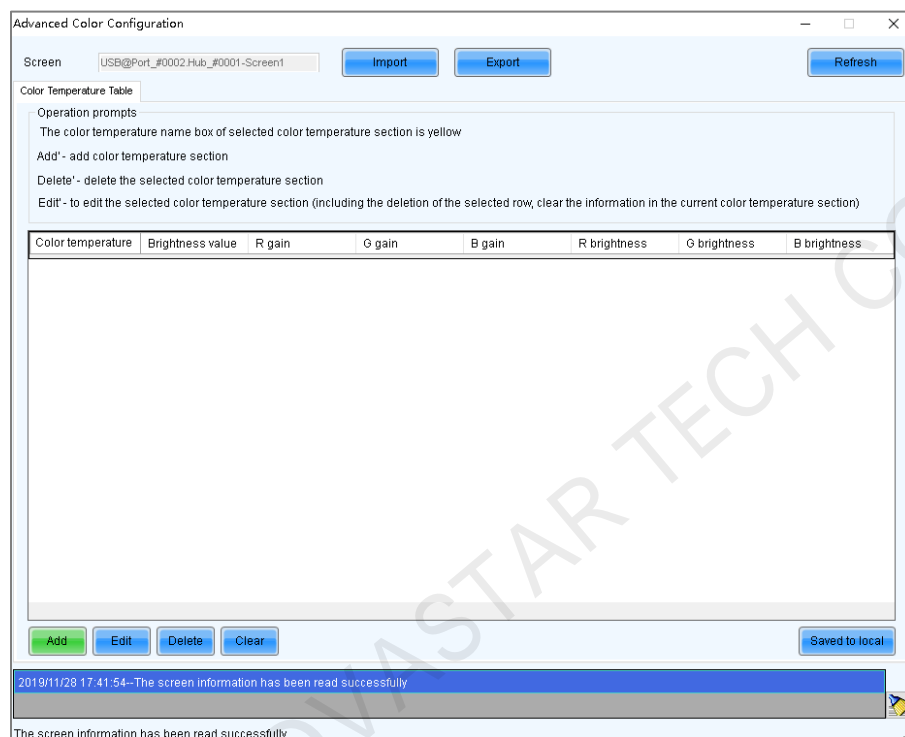 Advanced Color Configuration
Screen USB@Port_#0002.Hub_#0001-Screen1 Import Export Refresh
Color Temperature Table
Operation prompts
The color temperature name box of selected color temperature section is yellow
Add' - add color temperature section
Delete' - delete the selected color temperature section
Edit' - to edit the selected color temperature section (including the deletion of the selected row, clear the information in the current color temperature section)
Color temperature Brightness value R gain G gain B gain R brightness G brightness B brightness
Add Edit Delete Clear Saved to local
2019/11/28 17:41:54--The screen information has been read successfully
The screen information has been read successfully
OVASTAR TECH CO